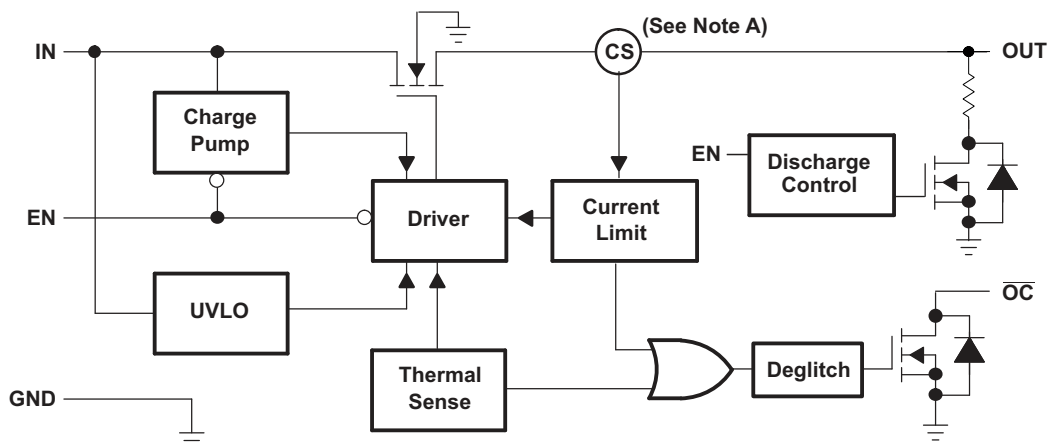 (See Note A)
IN
CS
OUT
Charge
Pump
EN
Discharge
Control
EN
Driver
Current
Limit
UVLO
OC
Thermal
Sense
Deglitch
GND